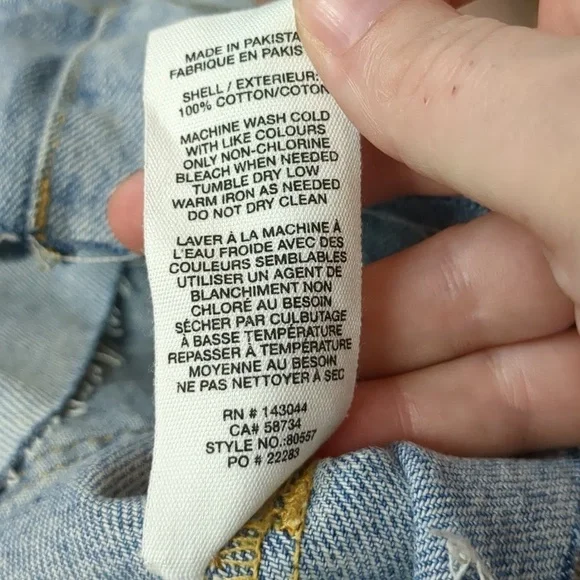 MADE IN PAKISTA
FABRIQUE EN PAKIS
SHELL / EXTERIEUR:
100% COTTON/COTON
MACHINE WASH COLD
WITH LIKE COLOURS
ONLY NON-CHLORINE
BLEACH WHEN NEEDED
TUMBLE DRY LOW
WARM IRON AS NEEDED
DO NOT DRY CLEAN
LAVER À LA MACHINE À
L'EAU FROIDE AVEC DES
COULEURS SEMBLABLES
UTILISER UN AGENT DE
BLANCHIMENT NON
CHLORÉ AU BESOIN
SÉCHER PAR CULBUTAGE
À BASSE TEMPÉRATURE
REPASSER À TEMPÉRATURE
MOYENNE AU BESOIN
NE PAS NETTOYER À SEC
RN # 143044
CA# 58734
STYLE NO.:80557
PO # 22283